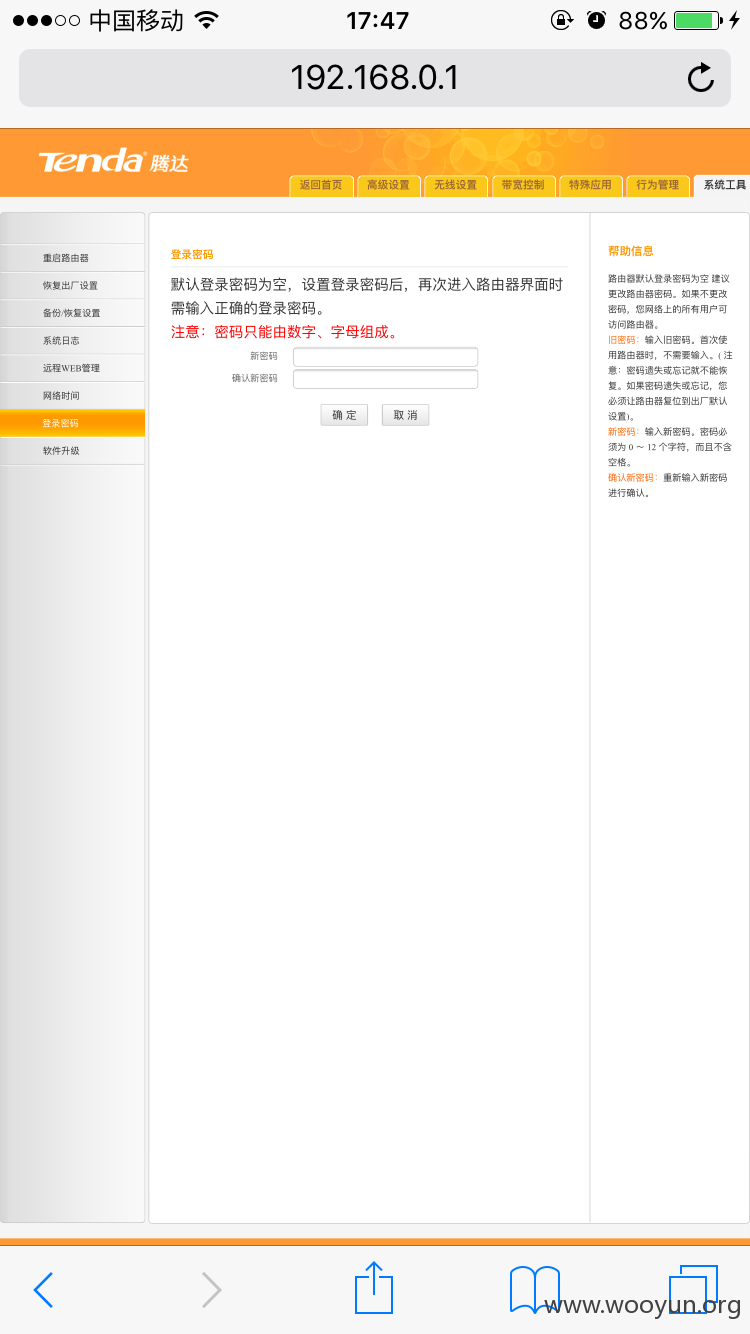 中国移动
17:47
88%
192.168.0.1
Tenda 腾达
返回首页 高级设置 无线设置 带宽控制 特殊应用 行为管理 系统工具
重启路由器
恢复出厂设置
备份/恢复设置
系统日志
远程WEB管理
网络时间
登录密码
软件升级
登录密码
默认登录密码为空，设置登录密码后，再次进入路由器界面时
需输入正确的登录密码。
注意：密码只能由数字、字母组成。
新密码
确认新密码
确 定 取 消
帮助信息
路由器默认登录密码为空 建议
更改路由器密码。如果不更改
密码，您网络上的所有用户可
访问路由器。
旧密码：输入旧密码。首次使
用路由器时，不需要输入。( 注
意：密码遗失或忘记就不能恢
复。如果密码遗失或忘记，您
必须让路由器复位到出厂默认
设置)。
新密码：输入新密码。密码必
须为 0 ～ 12 个字符，而且不含
空格。
确认新密码：重新输入新密码
进行确认。
www.wooyun.org